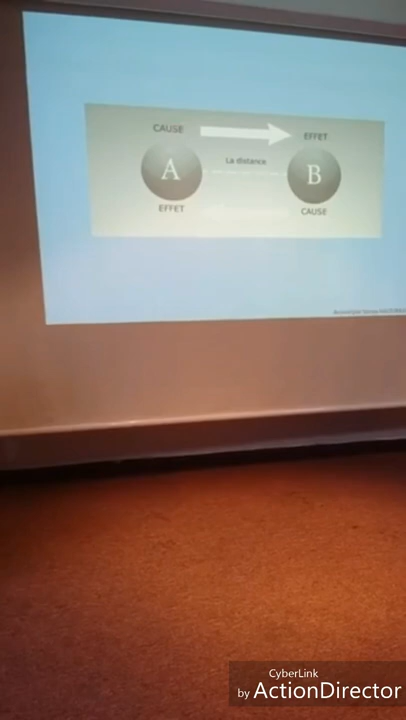 CAUSE
EFFET
La distance
A
B
EFFET
CAUSE
CyberLink
by ActionDirector